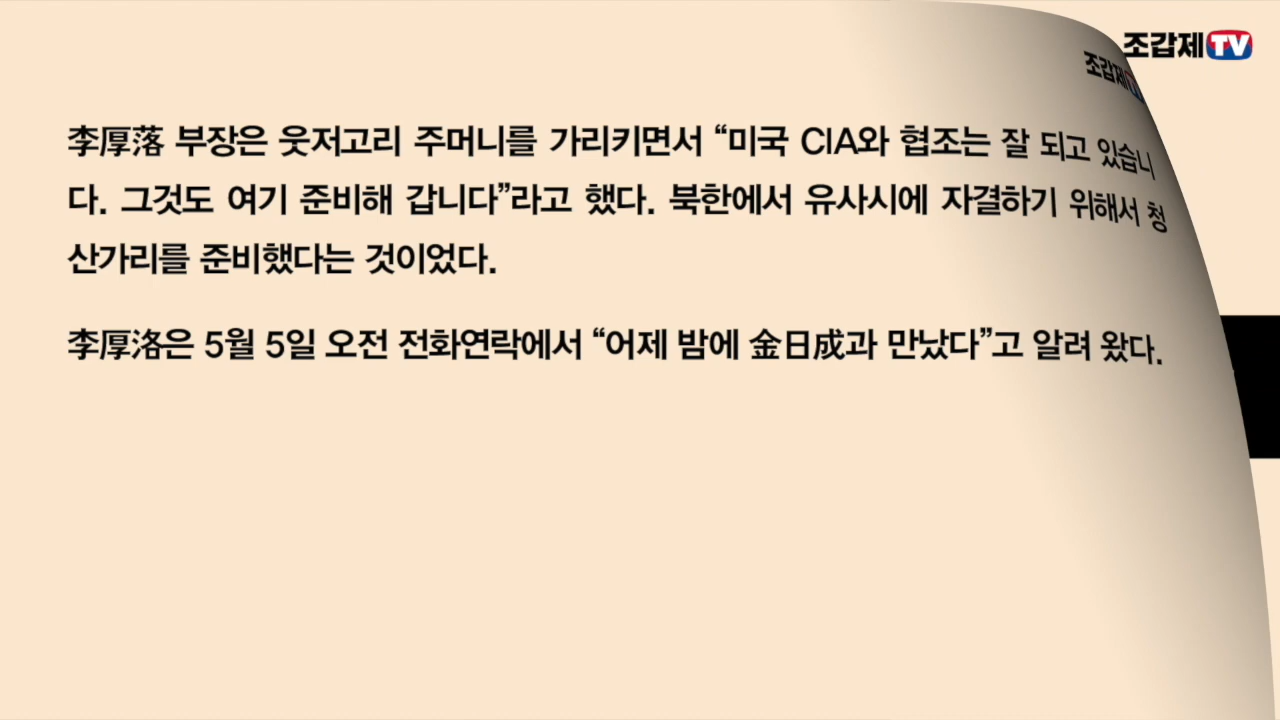 조갑제TV
조갑제
李厚落 부장은 웃저고리 주머니를 가리키면서 “미국 CIA와 협조는 잘 되고 있습니
다. 그것도 여기 준비해 갑니다”라고 했다. 북한에서 유사시에 자결하기 위해서 청
산가리를 준비했다는 것이었다.
李厚洛은 5월 5일 오전 전화연락에서 “어제 밤에 金日成과 만났다”고 알려 왔다.